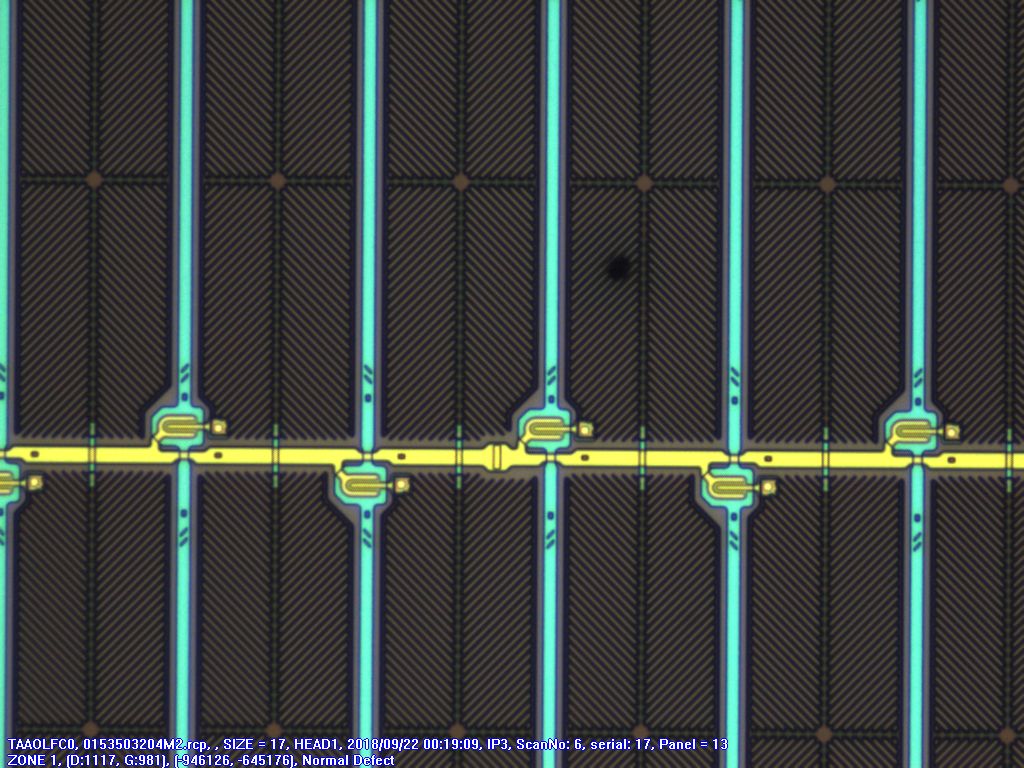 TAAOLFC0, 0153503204M2.rcp, , SIZE = 17, HEAD1, 2018/09/22 00:19:09, IP3, ScanNo: 6, serial: 17, Panel = 13
ZONE 1, (D:1117, G:981), (-946126, -645176), Normal Defect